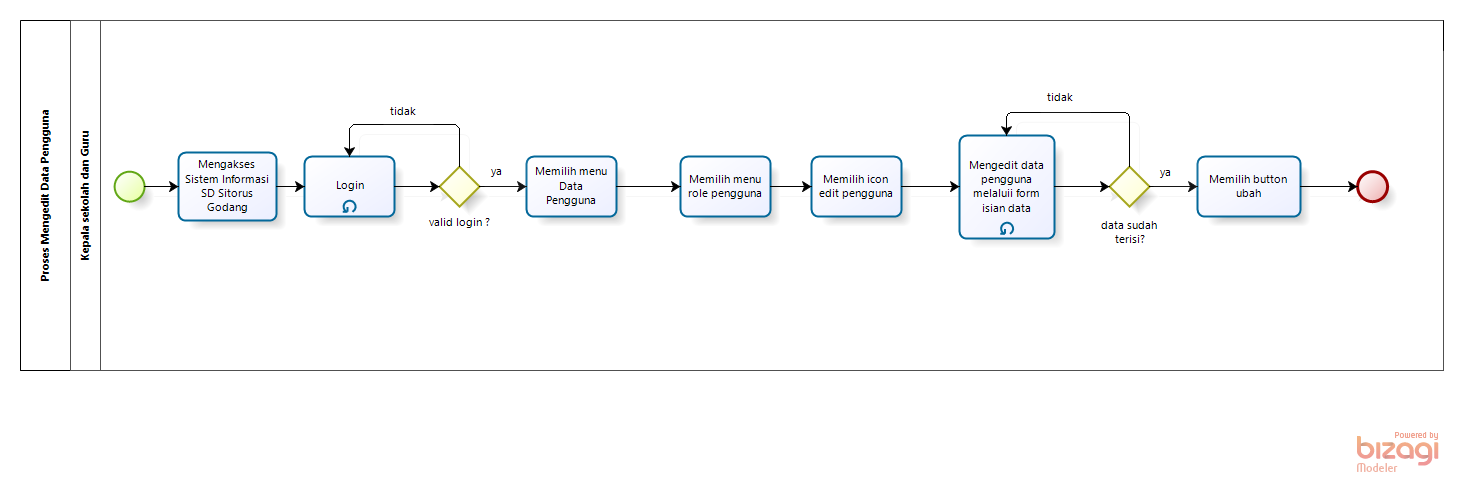 Proses Mengedit Data Pengguna
Kepala sekolah dan Guru
Mengakses
Sistem Informasi
SD Sitorus
Godang
Login
tidak
valid login ?
ya
Memilih menu
Data
Pengguna
Memilih menu
role pengguna
Memilih icon
edit pengguna
Mengedit data
pengguna
melaluii form
isian data
tidak
data sudah
terisi?
ya
Memilih button
ubah
Powered by
bizagi
Modeler